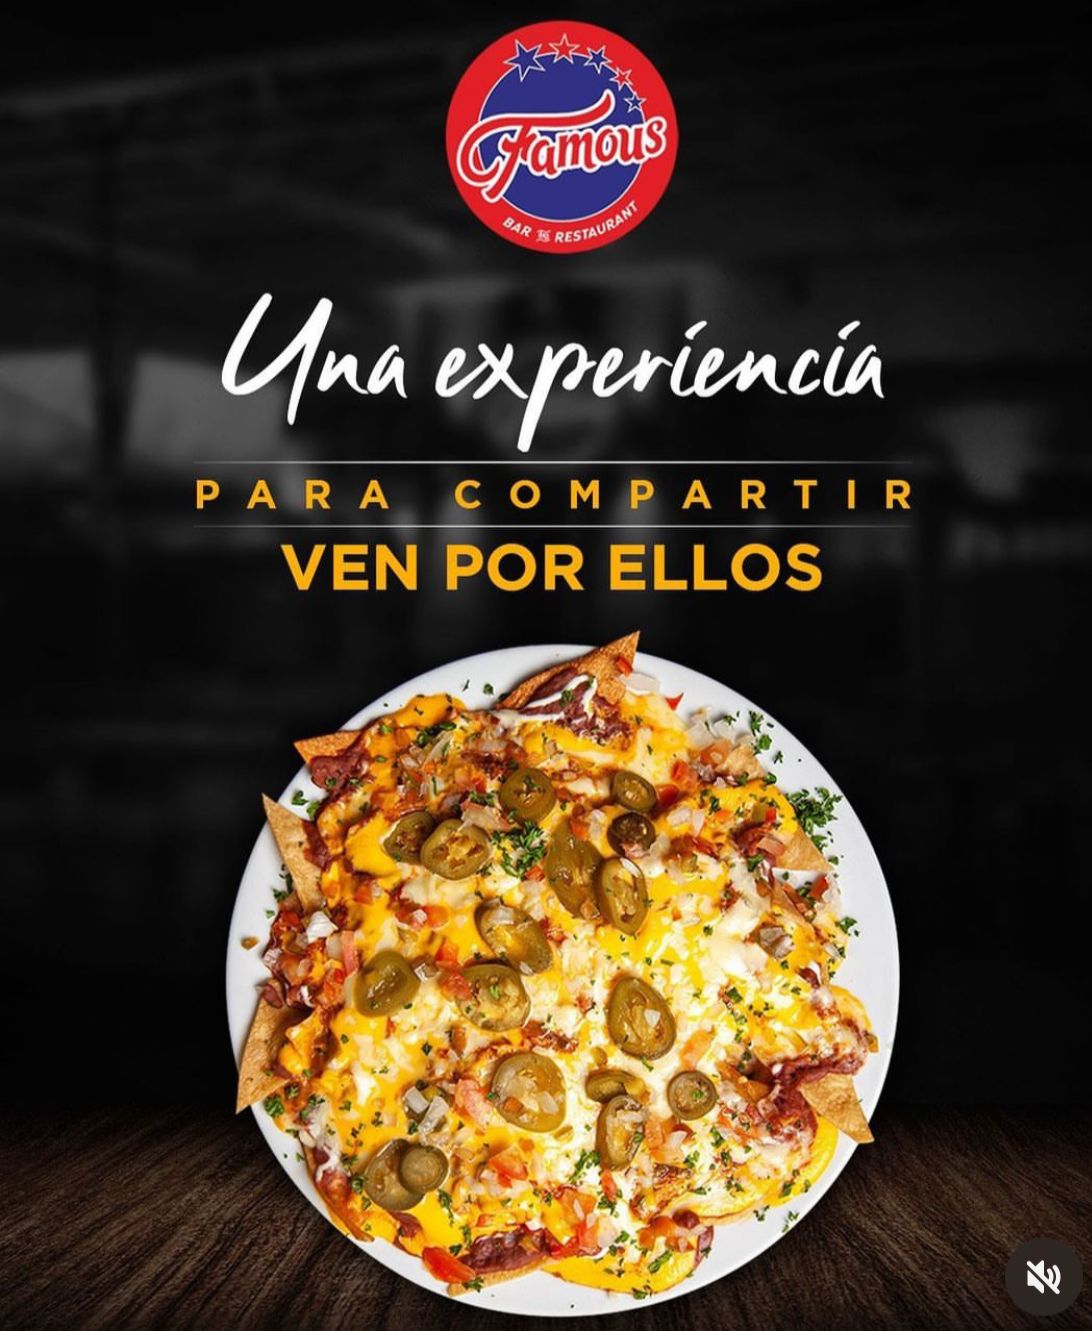 Famous
BAR & RESTAURANT
Una experiencia
PARA COMPARTIR
VEN POR ELLOS